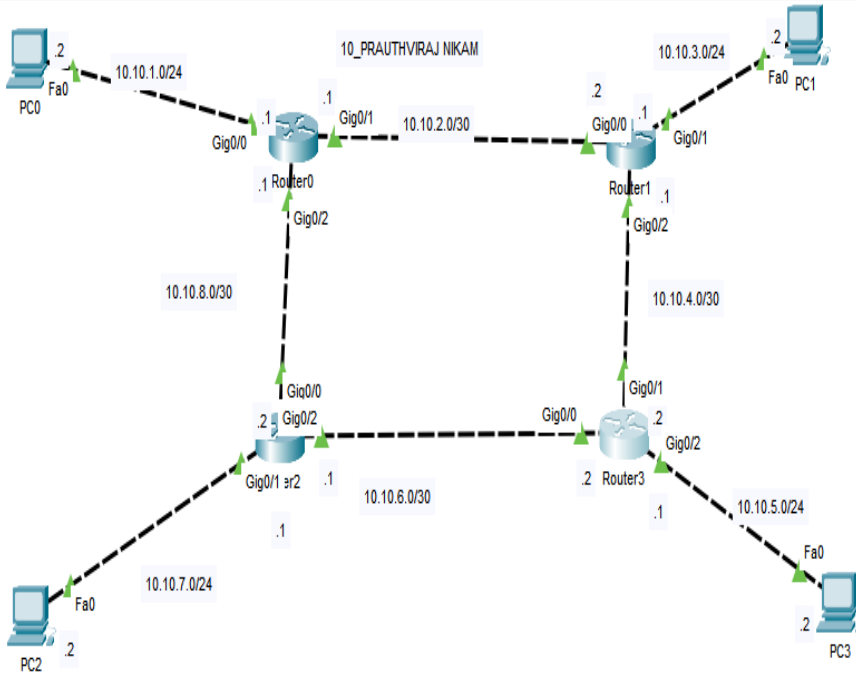 10_PRAUTHVIRAJ NIKAM
.2
Fa0
PC0
10.10.1.0/24
.1
Gig0/0
.1
Gig0/1
Router0
.1
Gig0/2
10.10.2.0/30
.2
Gig0/0
.1
Gig0/1
Router1
.1
Gig0/2
10.10.3.0/24
.2
Fa0
PC1
10.10.8.0/30
10.10.4.0/30
Gig0/0
.2
Gig0/2
Gig0/1
er2
.1
.1
10.10.6.0/30
Gig0/0
.2
Gig0/1
.2
Gig0/2
Router3
.1
10.10.5.0/24
Fa0
.2
PC3
10.10.7.0/24
Fa0
.2
PC2